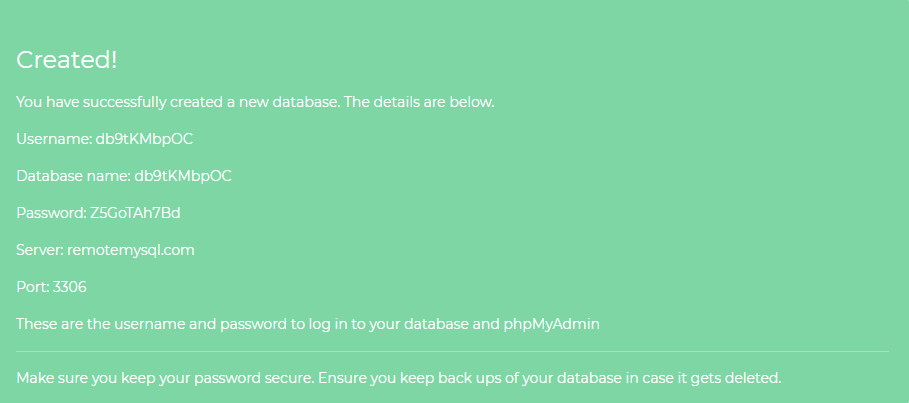 Created!
You have successfully created a new database. The details are below.
Username: db9tKMbpOC
Database name: db9tKMbpOC
Password: Z5GoTAh7Bd
Server: remotemysql.com
Port: 3306
These are the username and password to log in to your database and phpMyAdmin
Make sure you keep your password secure. Ensure you keep back ups of your database in case it gets deleted.